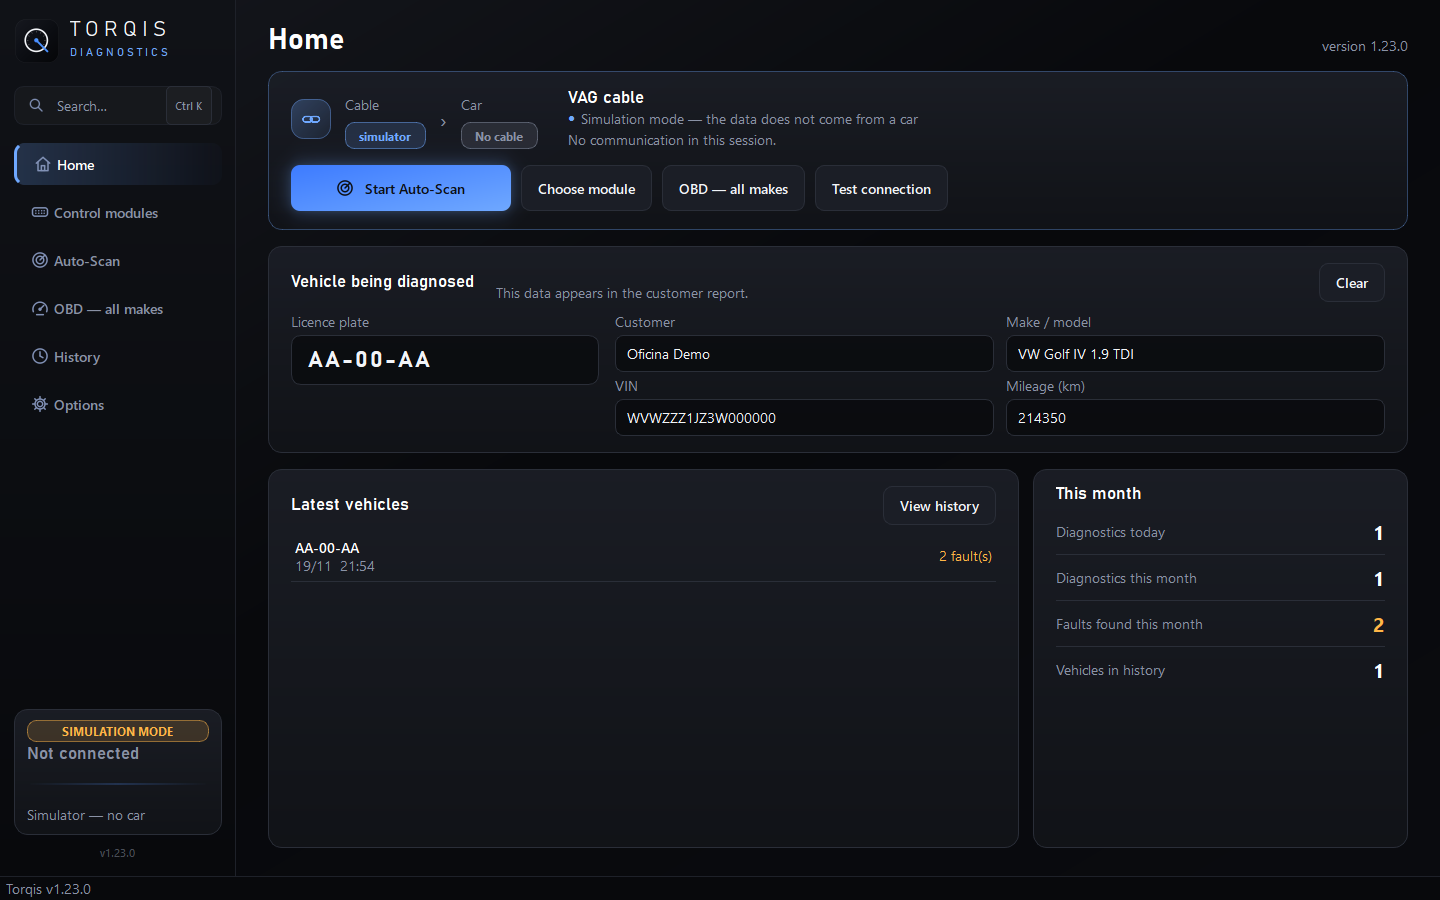 TORQIS
DIAGNOSTICS
Search...
Ctrl K
Home
Control modules
Auto-Scan
OBD — all makes
History
Options
SIMULATION MODE
Not connected
Simulator — no car
v1.23.0
Home
version 1.23.0
Cable
simulator
›
Car
No cable
VAG cable
• Simulation mode — the data does not come from a car
No communication in this session.
Start Auto-Scan
Choose module
OBD — all makes
Test connection
Vehicle being diagnosed
This data appears in the customer report.
Clear
Licence plate
AA-00-AA
Customer
Oficina Demo
Make / model
VW Golf IV 1.9 TDI
VIN
WVWZZZ1JZ3W000000
Mileage (km)
214350
Latest vehicles
View history
AA-00-AA
19/11 21:54
2 fault(s)
This month
Diagnostics today 1
Diagnostics this month 1
Faults found this month 2
Vehicles in history 1
Torqis v1.23.0